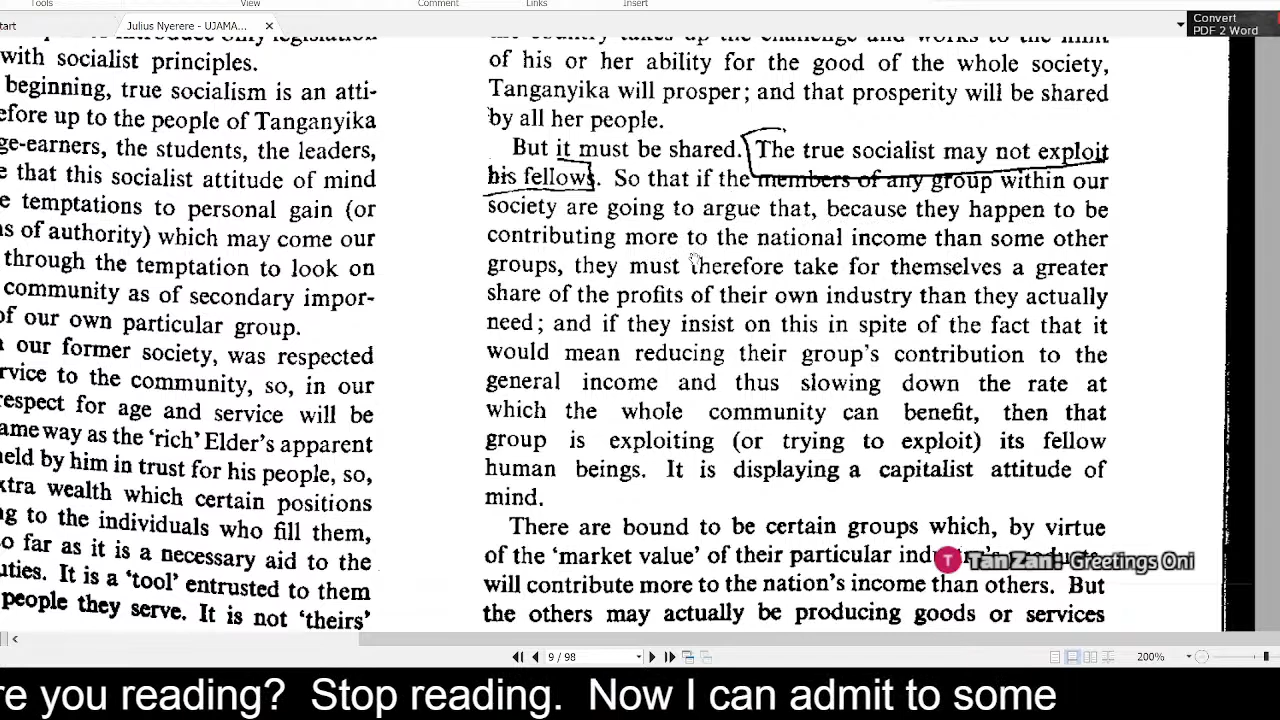 Tools
View
Comment
Links
Insert
Julius Nyerere - UJAMA...
Convert
PDF 2 Word
with socialist principles.
beginning, true socialism is an atti-
efore up to the people of Tanganyika
ge-earners, the students, the leaders,
e that this socialist attitude of mind
e temptations to personal gain (or
ns of authority) which may come our
through the temptation to look on
community as of secondary impor-
of our own particular group.
our former society, was respected
rvice to the community, so, in our
respect for age and service will be
ame way as the 'rich' Elder's apparent
held by him in trust for his people, so,
xtra wealth which certain positions
ng to the individuals who fill them,
o far as it is a necessary aid to the
uties. It is a 'tool' entrusted to them
people they serve. It is not 'theirs'
the country takes up the challenge and works to the limit
of his or her ability for the good of the whole society,
Tanganyika will prosper; and that prosperity will be shared
by all her people.
But it must be shared. The true socialist may not exploit
his fellows. So that if the members of any group within our
society are going to argue that, because they happen to be
contributing more to the national income than some other
groups, they must therefore take for themselves a greater
share of the profits of their own industry than they actually
need; and if they insist on this in spite of the fact that it
would mean reducing their group's contribution to the
general income and thus slowing down the rate at
which the whole community can benefit, then that
group is exploiting (or trying to exploit) its fellow
human beings. It is displaying a capitalist attitude of
mind.
There are bound to be certain groups which, by virtue
of the 'market value' of their particular
will contribute more to the nation's income than others. But
the others may actually be producing goods or services
T Tan Zan: Greetings Oni
9 / 98
200%
re you reading? Stop reading. Now I can admit to some